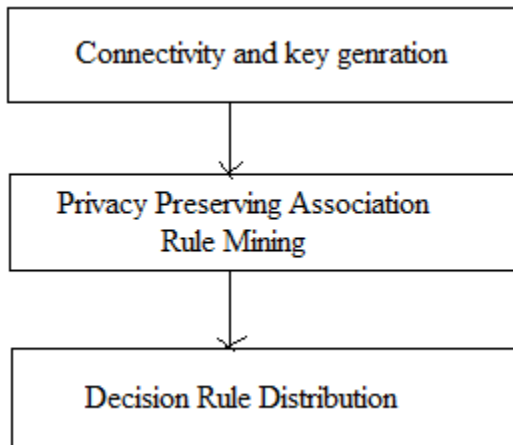 Connectivity and key genration
Privacy Preserving Association
Rule Mining
Decision Rule Distribution